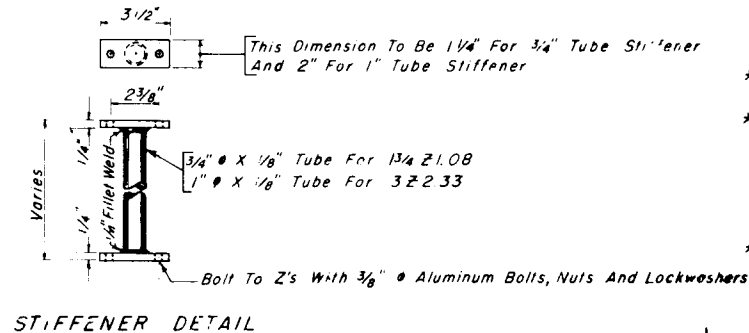 3 1/2"
This Dimension To Be 1 1/4" For 3/4" Tube Stiffener
And 2" For 1" Tube Stiffener
2 3/8"
1/4"
3/4" ø X 1/8" Tube For 1 3/4 Z 1.08
1" ø X 1/8" Tube For 3 Z 2.33
Varies
Fillet Weld
1/4"
Bolt To Z's With 3/8" ø Aluminum Bolts, Nuts And Lockwashers
STIFFENER DETAIL